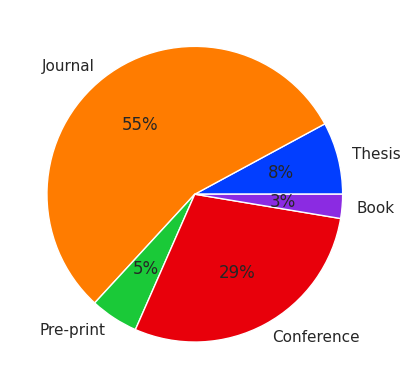 Journal
55%
Thesis
8%
3%
Book
5%
29%
Pre-print
Conference